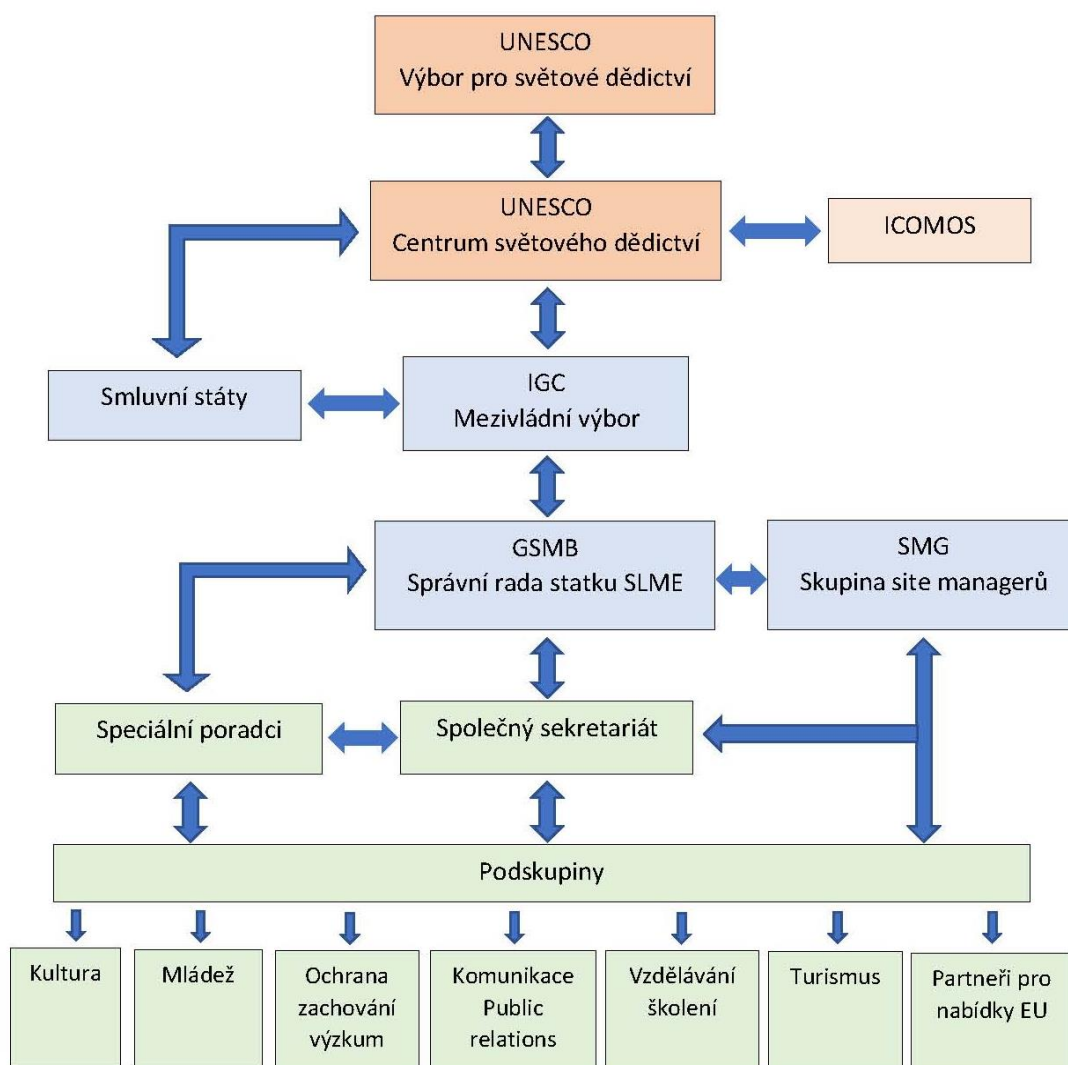 UNESCO
Výbor pro světové dědictví
UNESCO
Centrum světového dědictví
ICOMOS
Smluvní státy
IGC
Mezivládní výbor
GSMB
Správní rada statku SLME
SMG
Skupina site managerů
Speciální poradci
Společný sekretariát
Podskupiny
Kultura
Mládež
Ochrana
zachování
výzkum
Komunikace
Public
relations
Vzdělávání
školení
Turismus
Partneři pro
nabídky EU